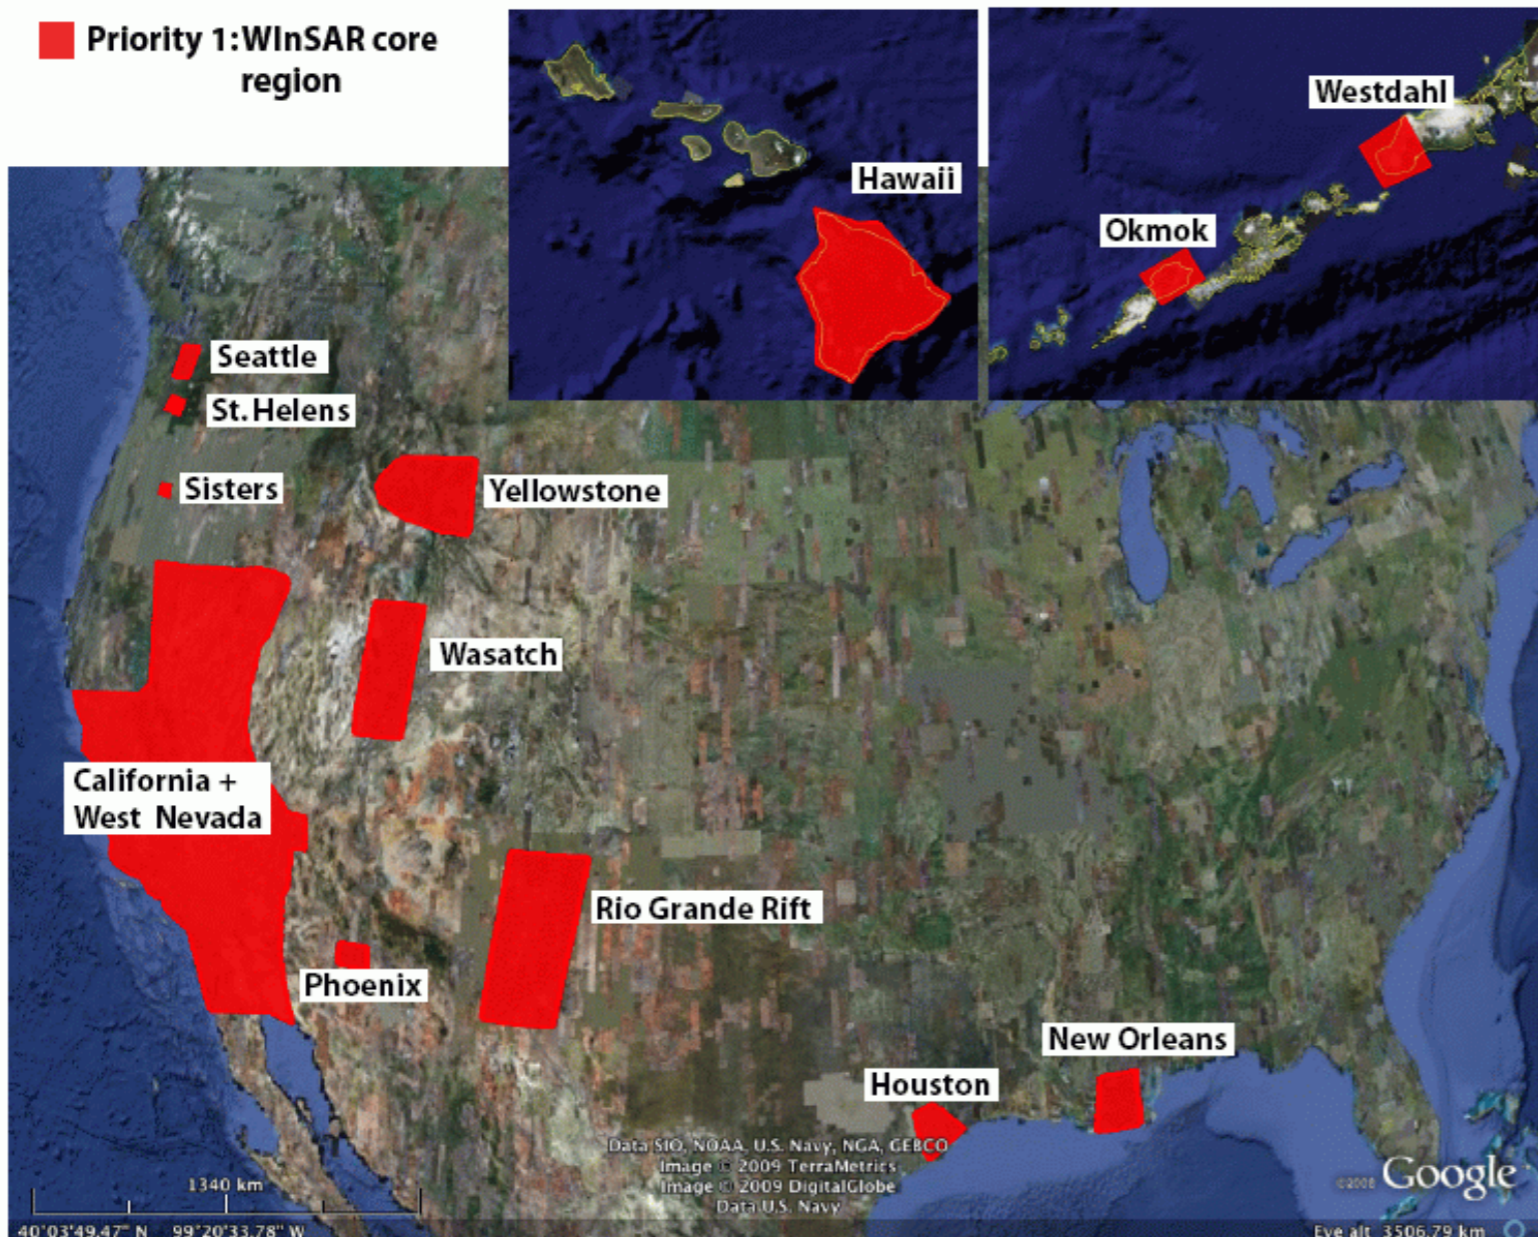 Priority 1: WInSAR core
region
Westdahl
Hawaii
Okmok
Seattle
St. Helens
Sisters
Yellowstone
Wasatch
California +
West Nevada
Rio Grande Rift
Phoenix
New Orleans
Houston
Data SIO, NOAA, U.S. Navy, NGA, GEBCO
Image © 2009 TerraMetrics
Image © 2009 DigitalGlobe
Data U.S. Navy
1340 km
©2008 Google
40°03'49.47" N 99°20'33.78" W
Eye alt 3506.79 km